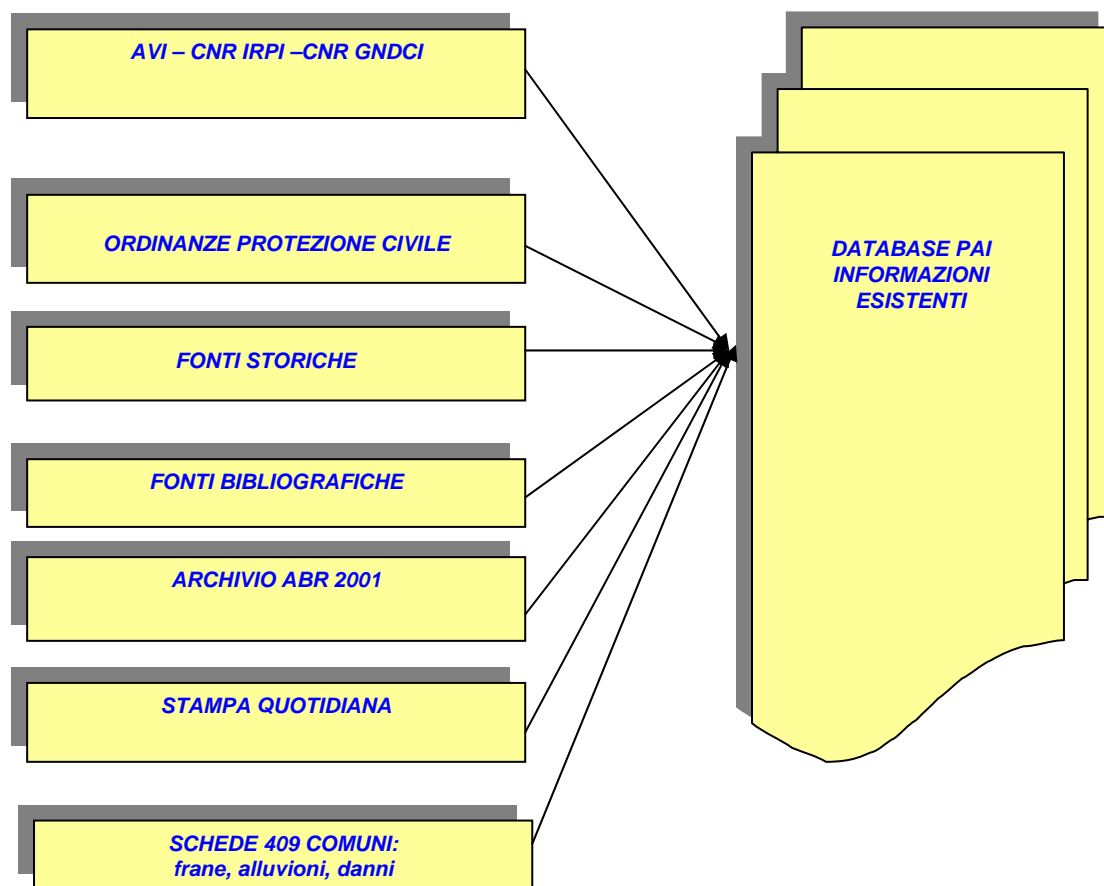 AVI – CNR IRPI –CNR GNDCI
ORDINANZE PROTEZIONE CIVILE
FONTI STORICHE
FONTI BIBLIOGRAFICHE
ARCHIVIO ABR 2001
STAMPA QUOTIDIANA
SCHEDE 409 COMUNI:
frane, alluvioni, danni
DATABASE PAI
INFORMAZIONI
ESISTENTI